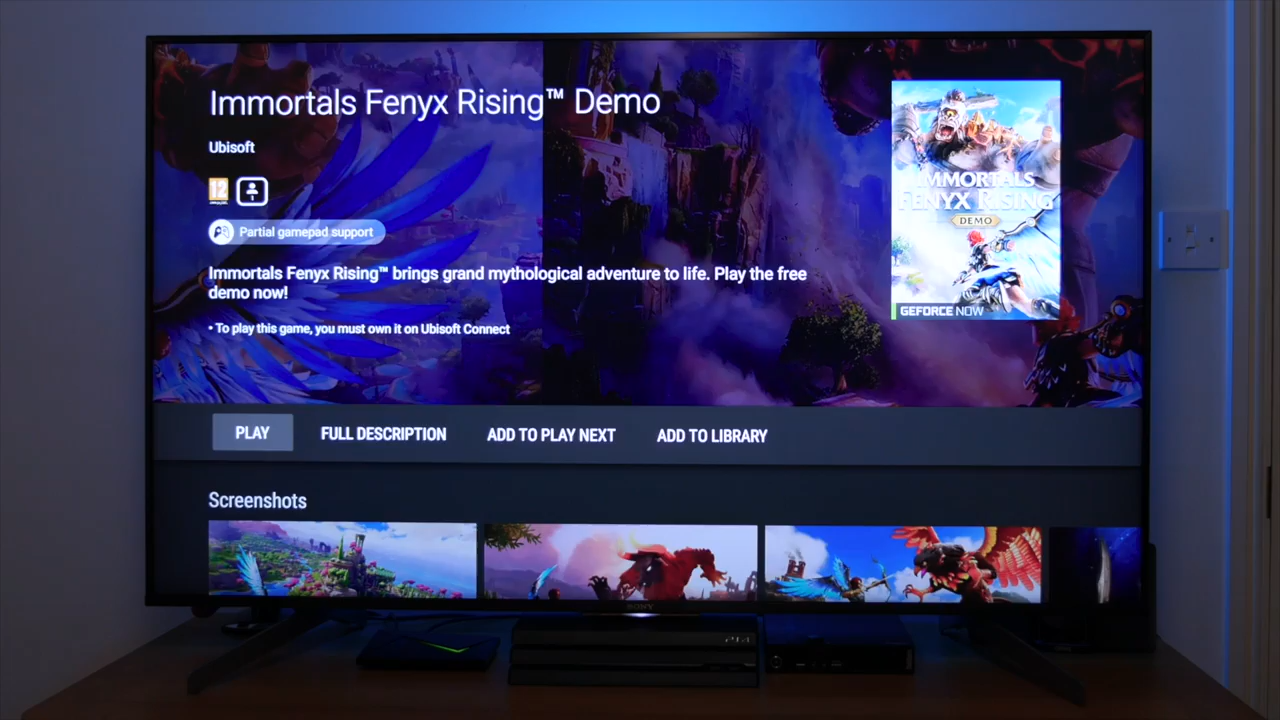 Immortals Fenyx Rising™ Demo
Ubisoft
12
Partial gamepad support
Immortals Fenyx Rising™ brings grand mythological adventure to life. Play the free
demo now!
• To play this game, you must own it on Ubisoft Connect
IMMORTALS
FENYX RISING
DEMO
GEFORCE NOW
PLAY
FULL DESCRIPTION
ADD TO PLAY NEXT
ADD TO LIBRARY
Screenshots
SONY
PS4